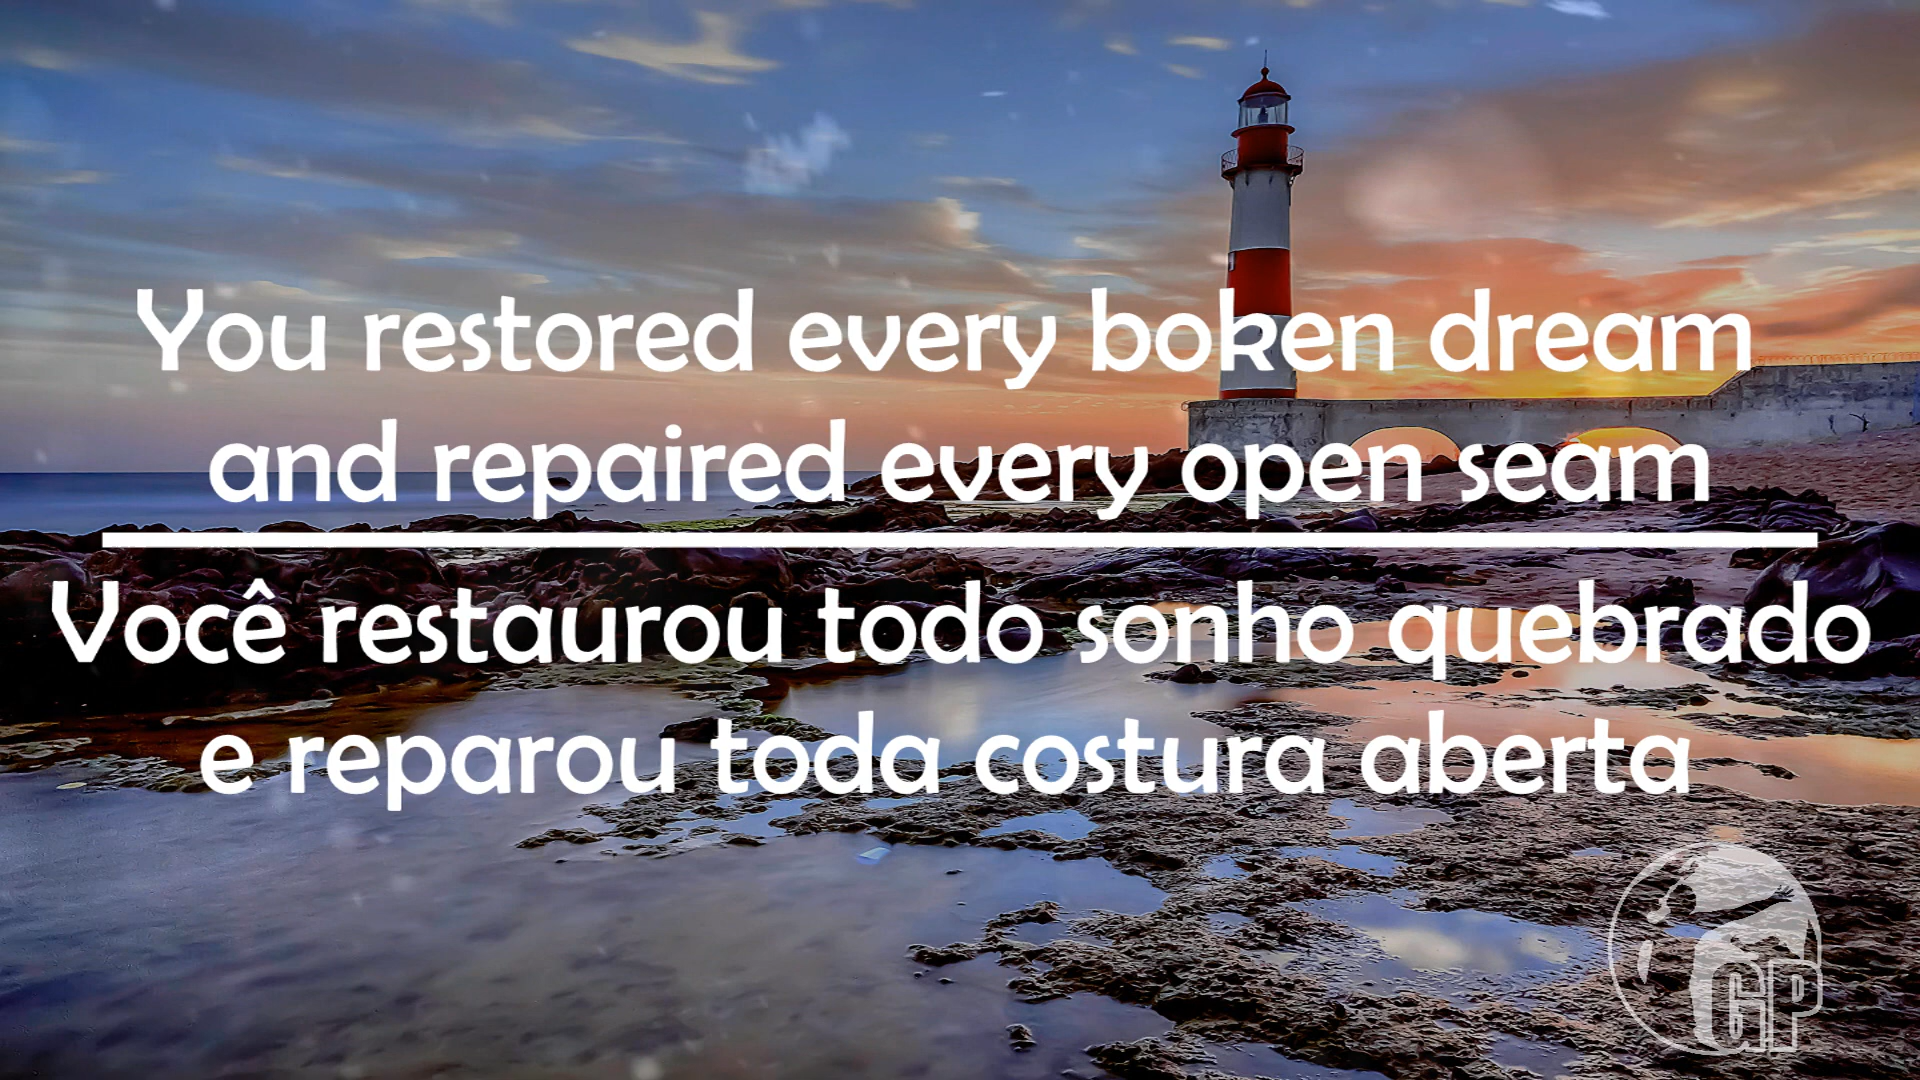 You restored every boken dream
and repaired every open seam
Você restaurou todo sonho quebrado
e reparou toda costura aberta
GP